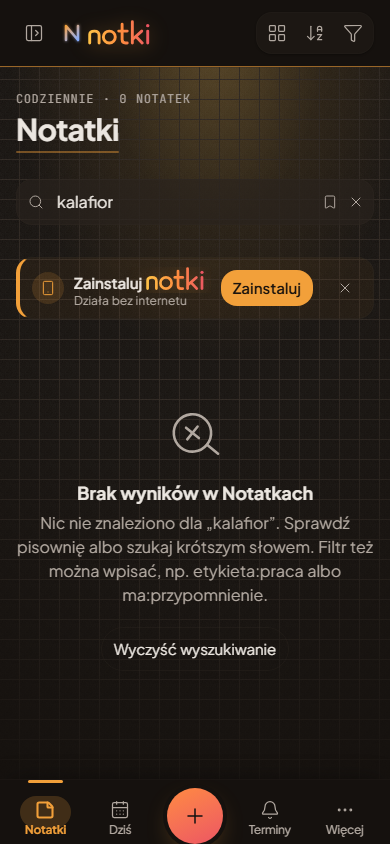 N notki
CODZIENNIE · 0 NOTATEK
Notatki
kalafior
Zainstaluj notki
Działa bez internetu
Zainstaluj
Brak wyników w Notatkach
Nic nie znaleziono dla „kalafior”. Sprawdź
pisownię albo szukaj krótszym słowem. Filtr też
można wpisać, np. etykieta:praca albo
ma:przypomnienie.
Wyczyść wyszukiwanie
Notatki
Dziś
Terminy
Więcej